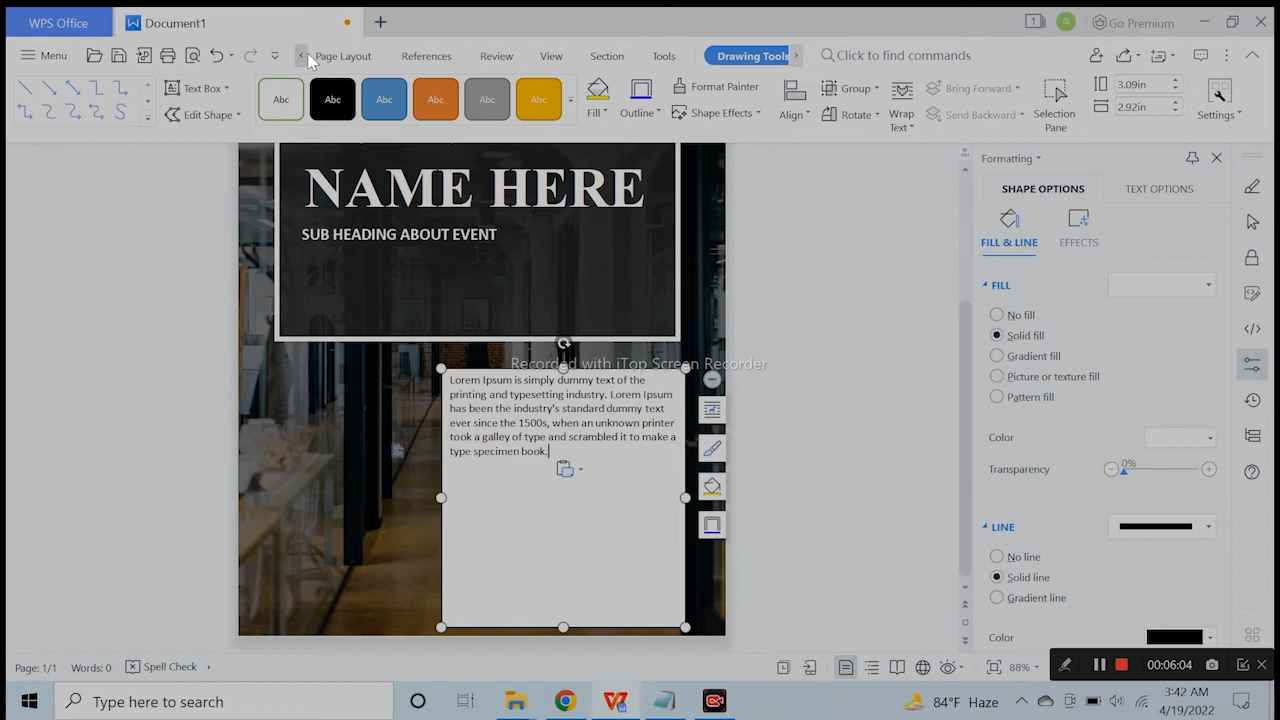 WPS Office
Document1
Go Premium
Menu
Page Layout
References
Review
View
Section
Tools
Drawing Tools
Click to find commands
Text Box
Edit Shape
Abc
Abc
Abc
Abc
Abc
Abc
Fill
Outline
Format Painter
Shape Effects
Align
Group
Rotate
Wrap
Text
Bring Forward
Send Backward
Selection
Pane
3.09in
2.92in
Settings
NAME HERE
SUB HEADING ABOUT EVENT
Recorded with iTop Screen Recorder
Lorem Ipsum is simply dummy text of the
printing and typesetting industry. Lorem Ipsum
has been the industry's standard dummy text
ever since the 1500s, when an unknown printer
took a galley of type and scrambled it to make a
type specimen book.
Formatting
SHAPE OPTIONS
TEXT OPTIONS
FILL & LINE
EFFECTS
FILL
No fill
Solid fill
Gradient fill
Picture or texture fill
Pattern fill
Color
Transparency
0%
LINE
No line
Solid line
Gradient line
Color
Page: 1/1
Words: 0
Spell Check
88%
00:06:04
Type here to search
84°F Haze
3:42 AM
4/19/2022